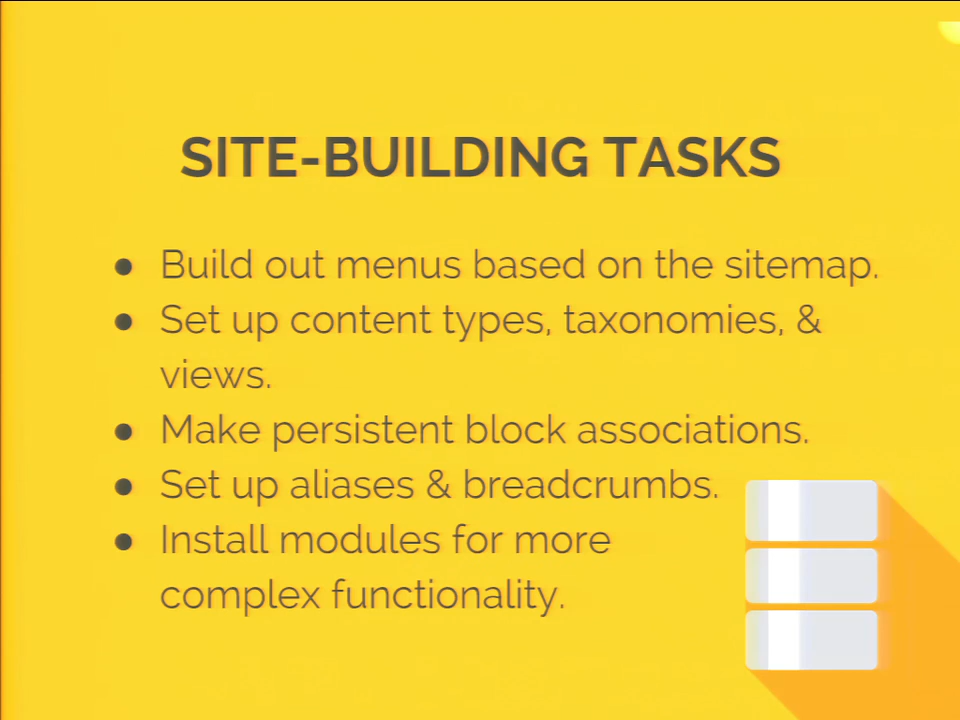 SITE-BUILDING TASKS
● Build out menus based on the sitemap.
● Set up content types, taxonomies, &
views.
● Make persistent block associations.
● Set up aliases & breadcrumbs.
● Install modules for more
complex functionality.